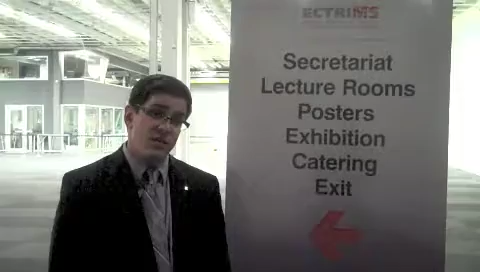 ECTRIMS
Secretariat
Lecture Rooms
Posters
Exhibition
Catering
Exit